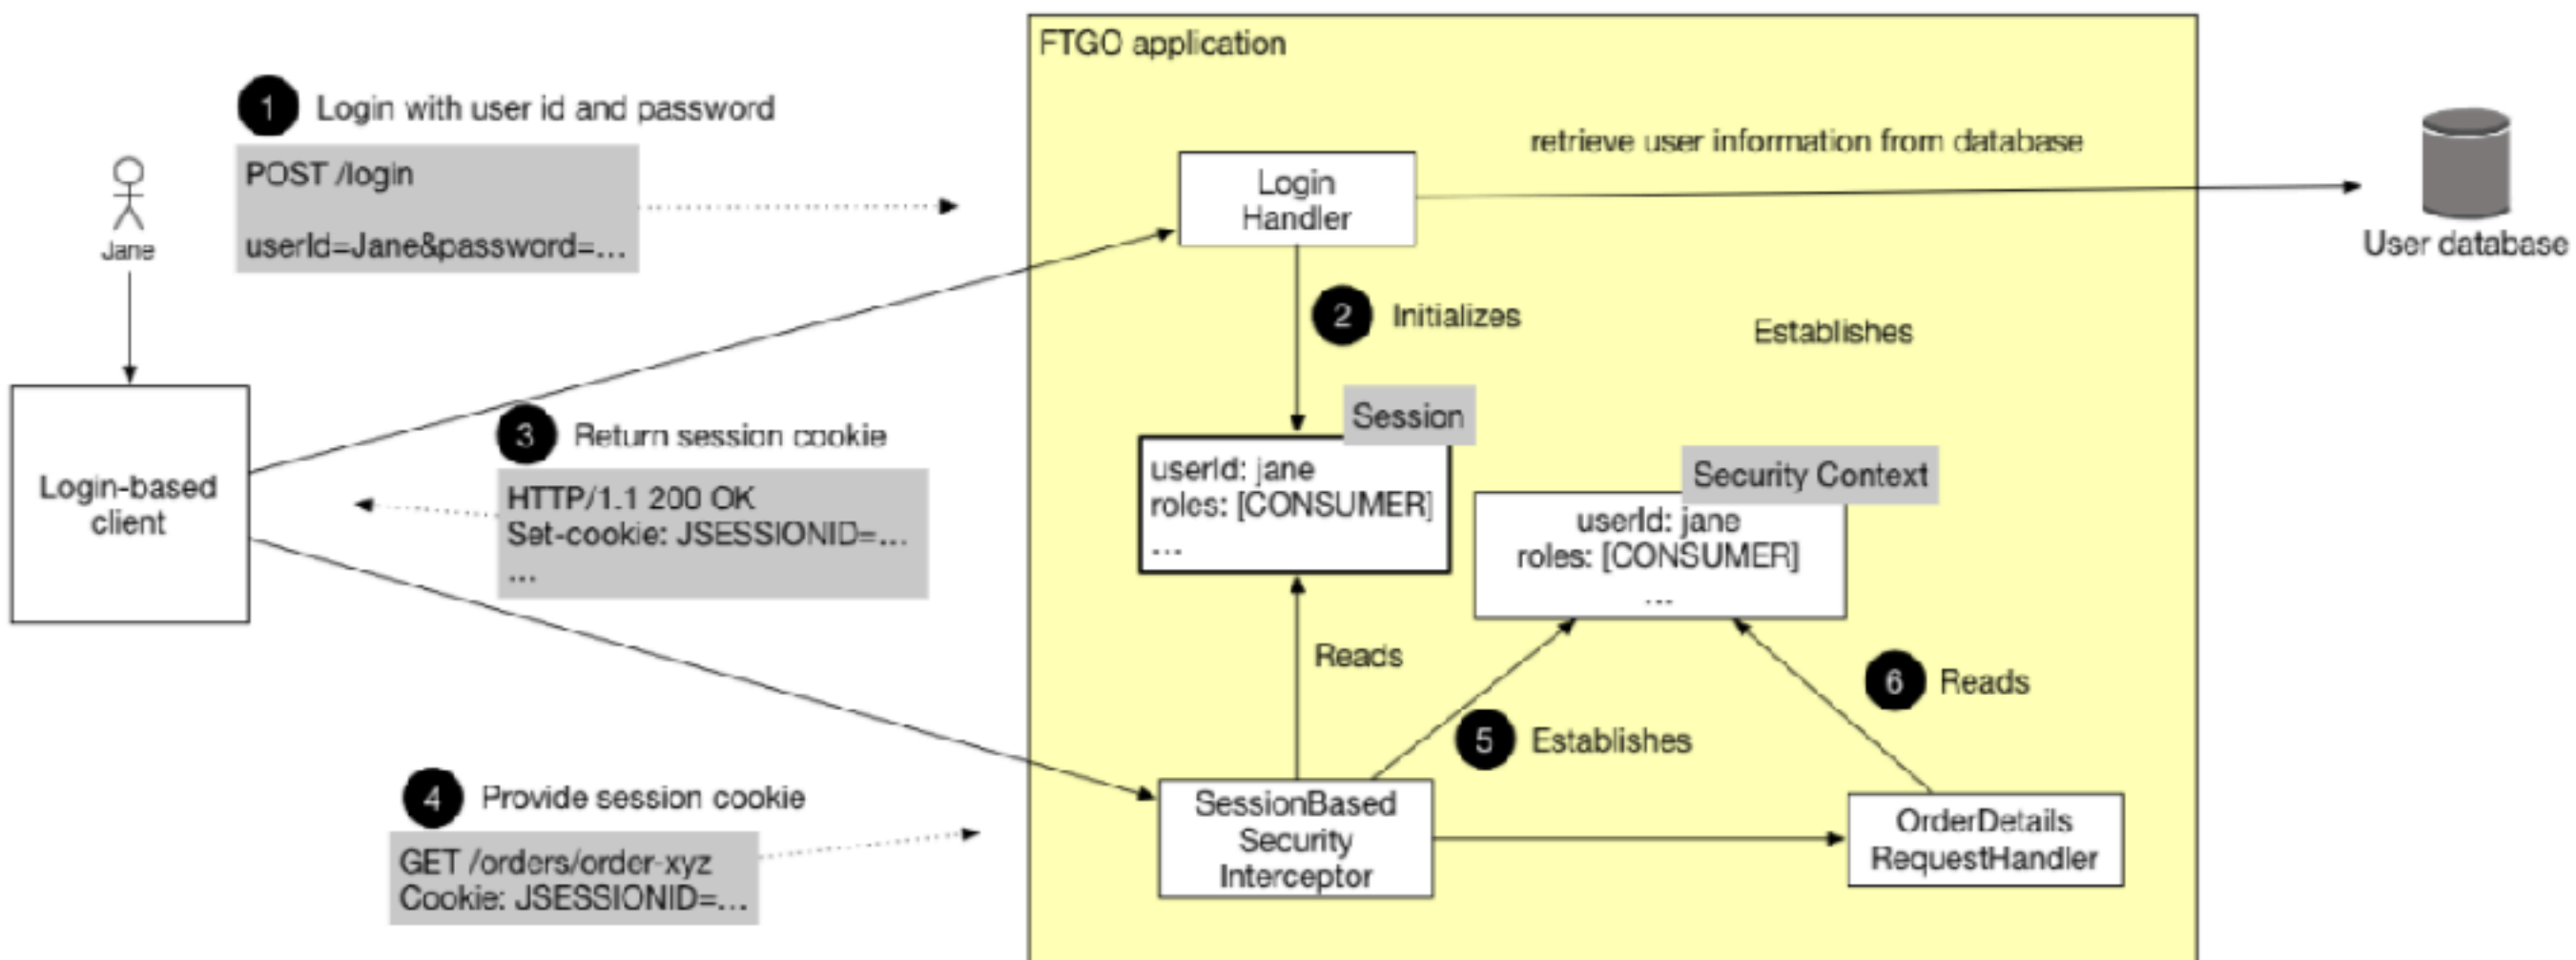 FTGO application
1 Login with user id and password
POST /login
userId=Jane&password=...
Jane
Login
Handler
retrieve user information from database
User database
2 Initializes
Establishes
Login-based
client
3 Return session cookie
HTTP/1.1 200 OK
Set-cookie: JSESSIONID=...
...
Session
userId: jane
roles: [CONSUMER]
...
Security Context
userId: jane
roles: [CONSUMER]
...
Reads
5 Establishes
6 Reads
4 Provide session cookie
GET /orders/order-xyz
Cookie: JSESSIONID=...
SessionBased
Security
Interceptor
OrderDetails
RequestHandler